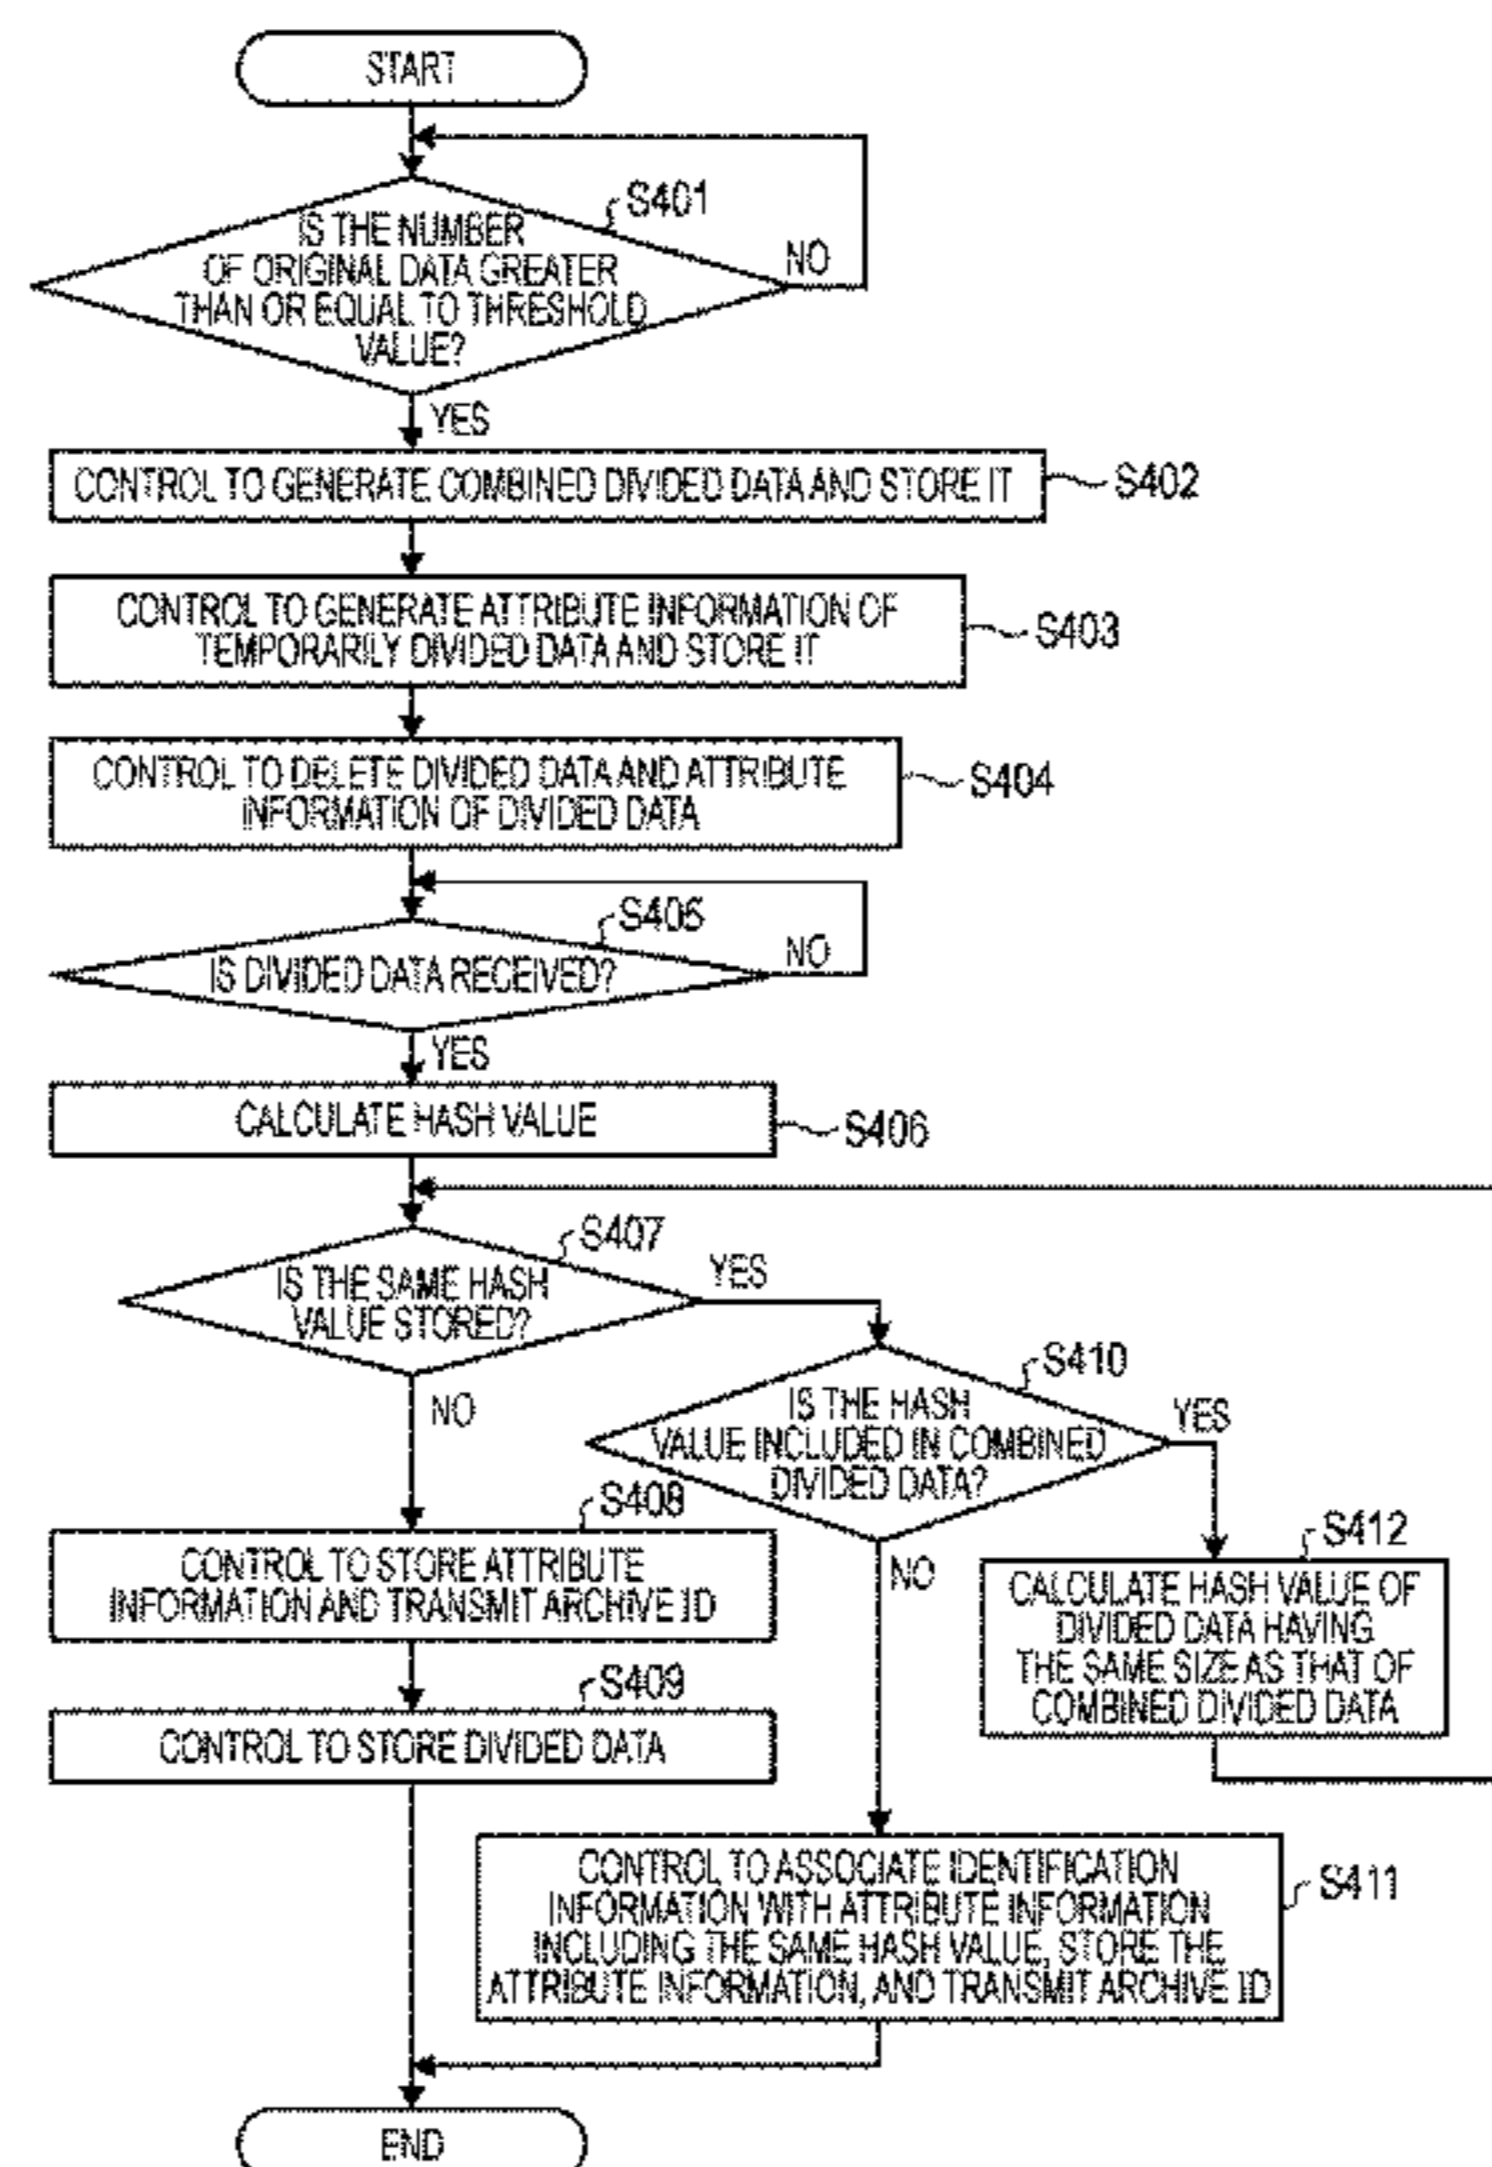 START
S401
IS THE NUMBER
OF ORIGINAL DATA GREATER
THAN OR EQUAL TO THRESHOLD
VALUE?
NO
YES
CONTROL TO GENERATE COMBINED DIVIDED DATA AND STORE IT
S402
CONTROL TO GENERATE ATTRIBUTE INFORMATION OF
TEMPORARILY DIVIDED DATA AND STORE IT
S403
CONTROL TO DELETE DIVIDED DATA AND ATTRIBUTE
INFORMATION OF DIVIDED DATA
S404
S405
IS DIVIDED DATA RECEIVED?
NO
YES
CALCULATE HASH VALUE
S406
S407
IS THE SAME HASH
VALUE STORED?
YES
NO
S410
IS THE HASH
VALUE INCLUDED IN COMBINED
DIVIDED DATA?
YES
NO
S408
CONTROL TO STORE ATTRIBUTE
INFORMATION AND TRANSMIT ARCHIVE ID
S412
CALCULATE HASH VALUE OF
DIVIDED DATA HAVING
THE SAME SIZE AS THAT OF
COMBINED DIVIDED DATA
S409
CONTROL TO STORE DIVIDED DATA
CONTROL TO ASSOCIATE IDENTIFICATION
INFORMATION WITH ATTRIBUTE INFORMATION
INCLUDING THE SAME HASH VALUE, STORE THE
ATTRIBUTE INFORMATION, AND TRANSMIT ARCHIVE ID
S411
END